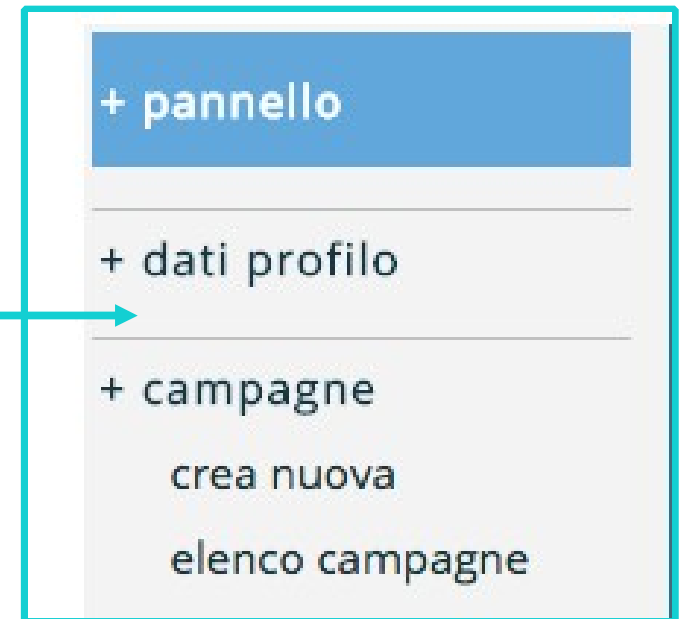 + pannello
+ dati profilo
+ campagne
crea nuova
elenco campagne